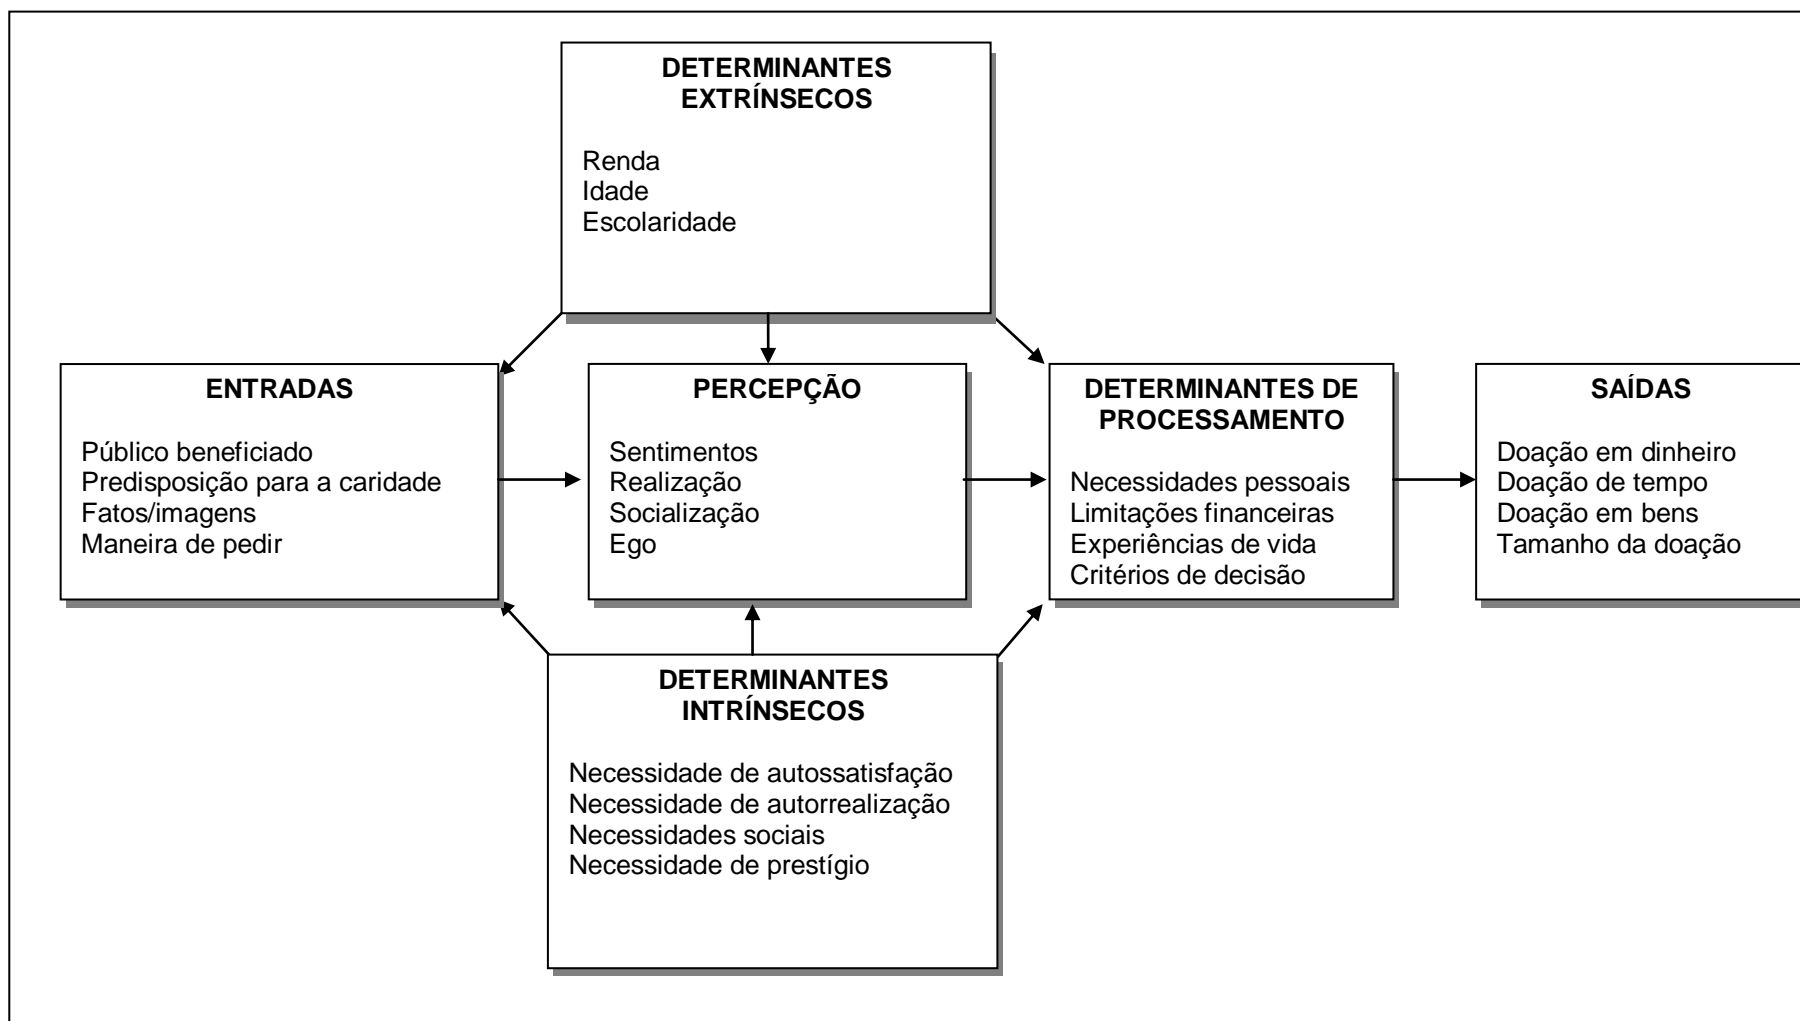 DETERMINANTES
EXTRÍNSECOS
Renda
Idade
Escolaridade
ENTRADAS
Público beneficiado
Predisposição para a caridade
Fatos/imagens
Maneira de pedir
PERCEPÇÃO
Sentimentos
Realização
Socialização
Ego
DETERMINANTES DE
PROCESSAMENTO
Necessidades pessoais
Limitações financeiras
Experiências de vida
Critérios de decisão
SAÍDAS
Doação em dinheiro
Doação de tempo
Doação em bens
Tamanho da doação
DETERMINANTES
INTRÍNSECOS
Necessidade de autossatisfação
Necessidade de autorrealização
Necessidades sociais
Necessidade de prestígio